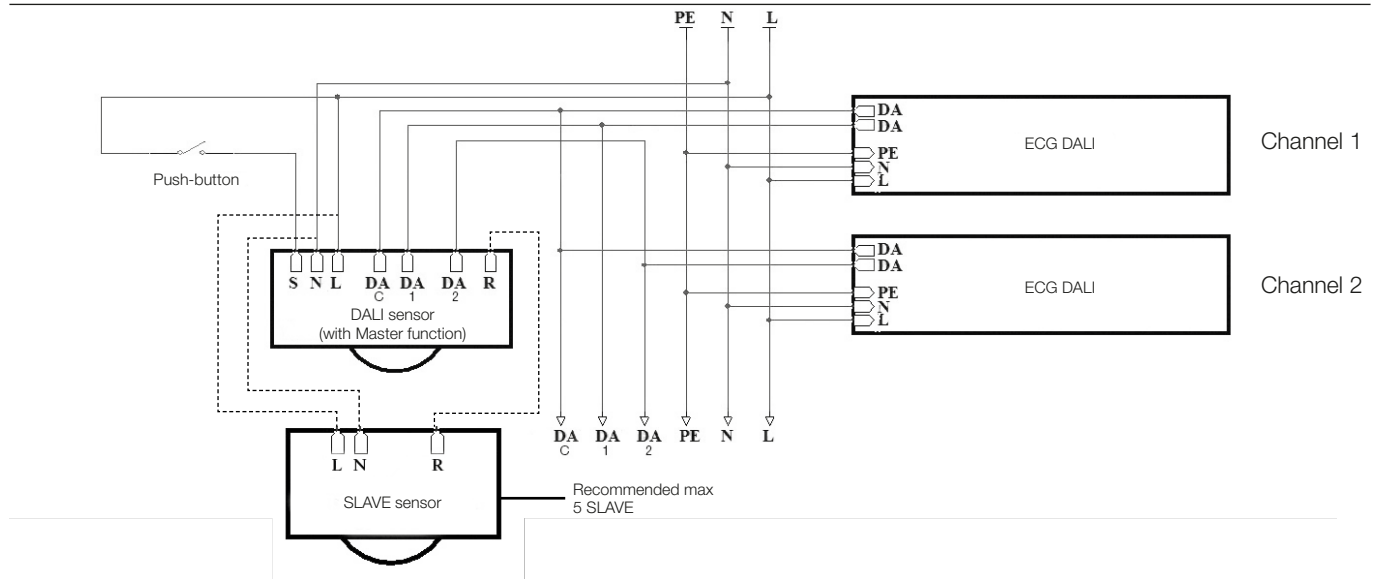 PE N L
DA
DA
ECG DALI
Channel 1
PE
N
L
Push-button
DA
DA
S N L DA C DA 1 DA 2 R
DALI sensor
(with Master function)
PE
N
L
ECG DALI
Channel 2
DA C DA 1 DA 2 PE N L
L N R
SLAVE sensor
Recommended max
5 SLAVE